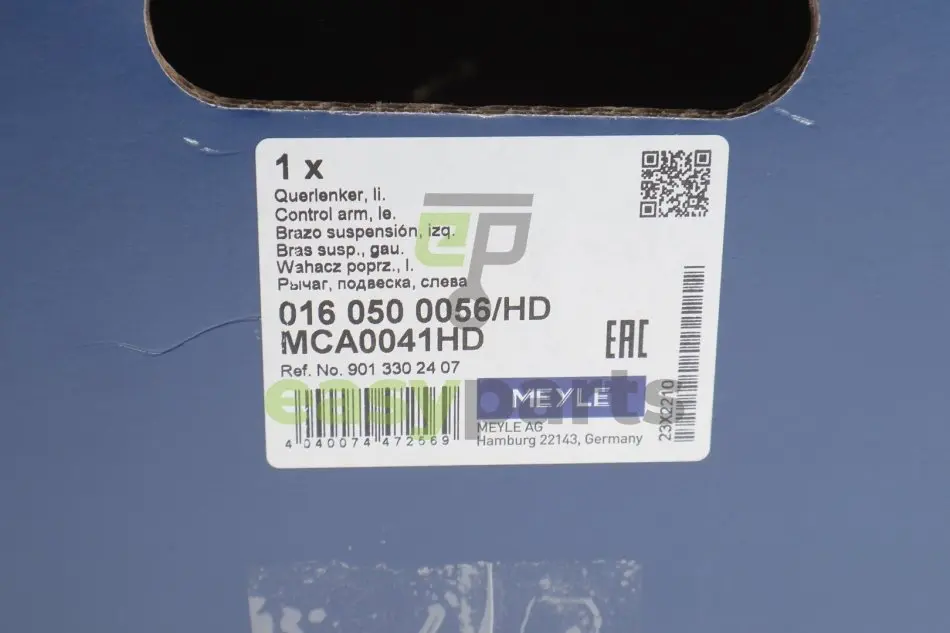 1 x
Querlenker, li.
Control arm, le.
Brazo suspensión, izq.
Bras susp., gau.
Wahacz poprz., l.
Рычаг, подвеска, слева
016 050 0056/HD
MCA0041HD
Ref. No. 901 330 24 07
EAC
easyparts
ep
MEYLE
MEYLE AG
Hamburg 22143, Germany
4 040074 472569
23X2210